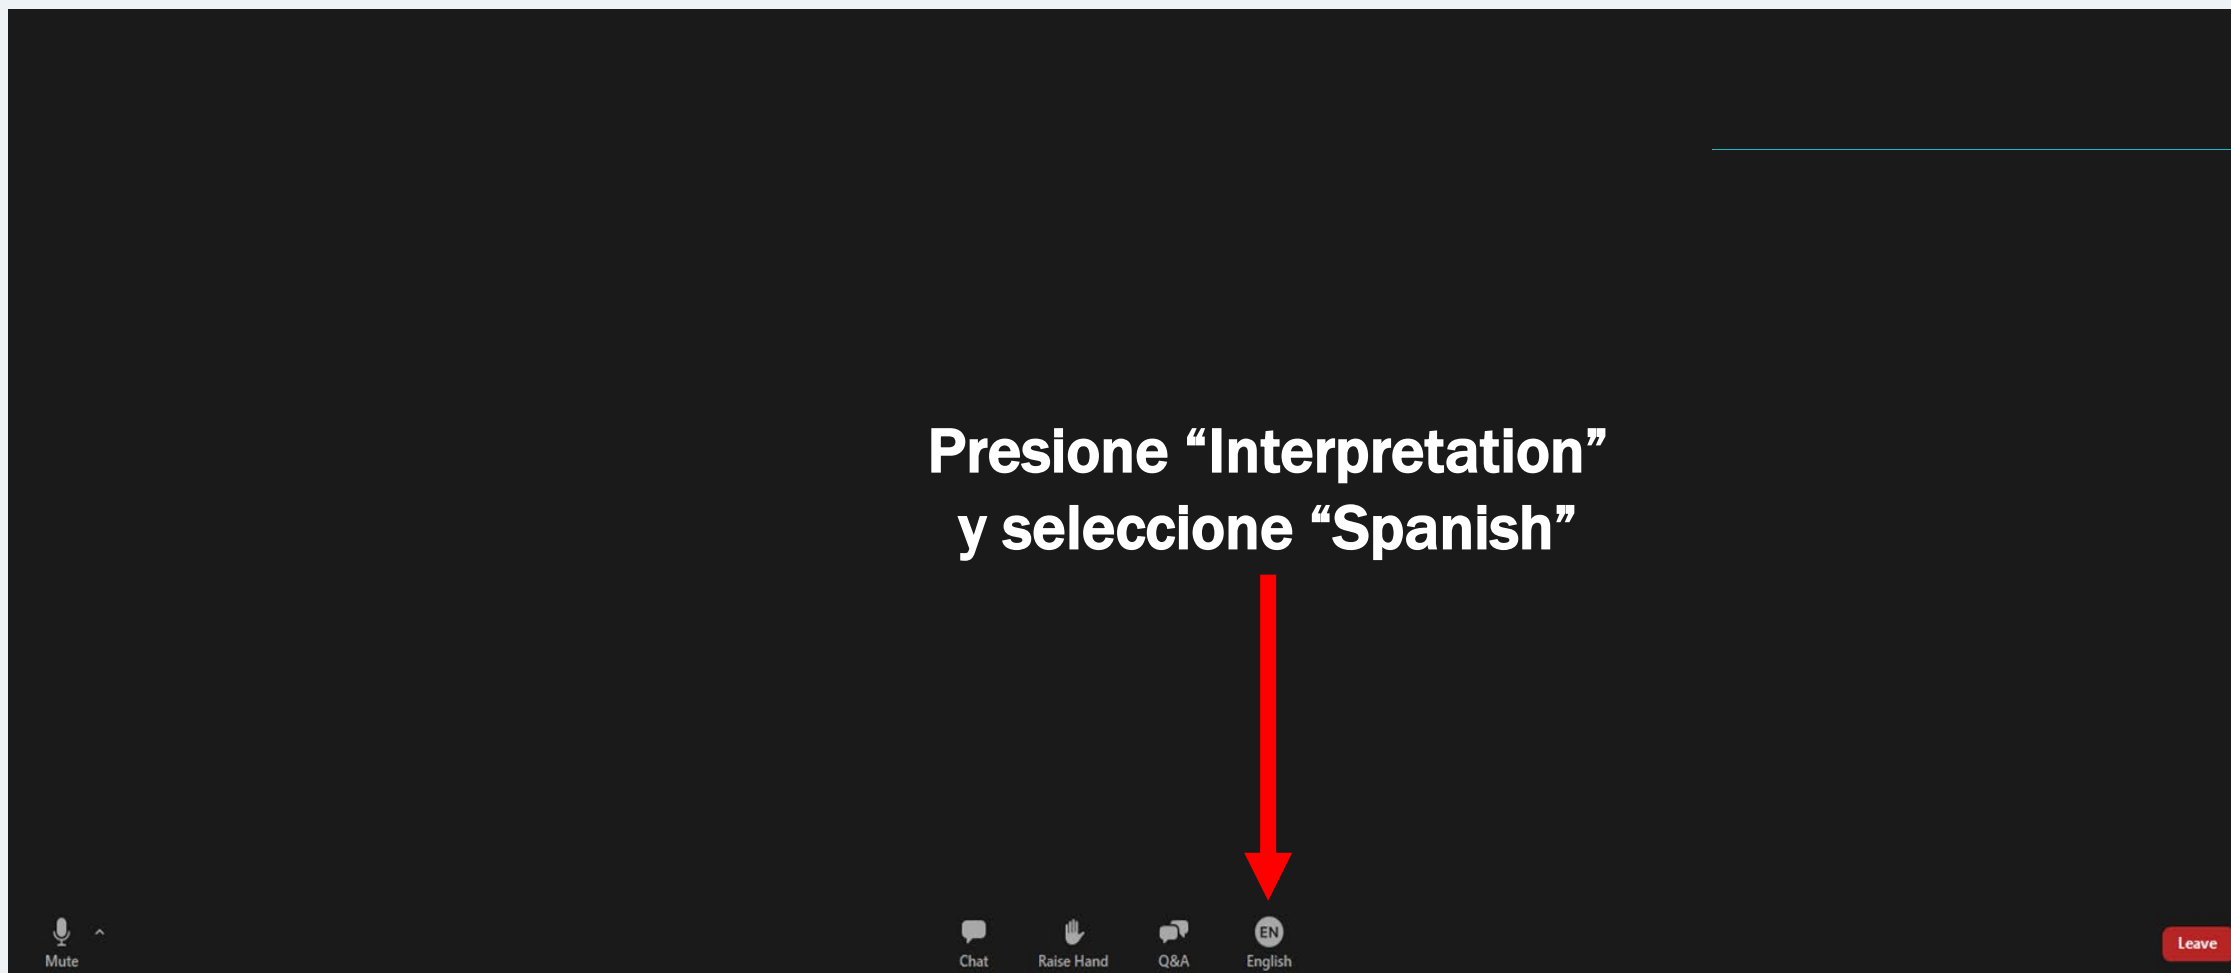 Presione “Interpretation”
y seleccione “Spanish”
EN
Mute
Chat
Raise Hand
Q&A
English
Leave